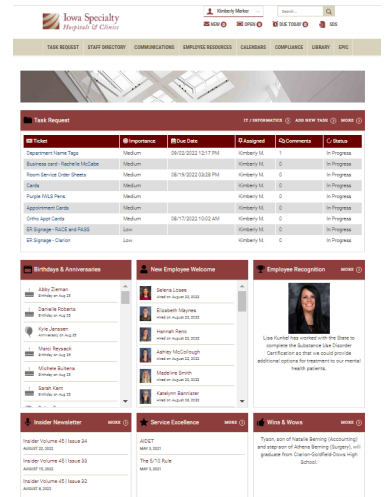 Iowa Specialty
Hospitals & Clinics
Kimberly Marker
Search...
NEW
OPEN
DUE TODAY
SDS
TASK REQUEST STAFF DIRECTORY COMMUNICATIONS EMPLOYEE RESOURCES CALENDARS COMPLIANCE LIBRARY EPIC
Task Request
IT / INFORMATICS ADD NEW TASK MORE
Ticket Importance Due Date Assigned Comments Status
Department Name Tags Medium 09/02/2022 12:17 PM Kimberly M. 1 In Progress
Business card - Rachelle McCabe Medium Kimberly M. 0 In Progress
Room Service Order Sheets Medium 08/19/2022 03:28 PM Kimberly M. 0 In Progress
Cards Medium Kimberly M. 0 In Progress
Purple IWLS Pens Medium Kimberly M. 0 In Progress
Appointment Cards Medium Kimberly M. 0 In Progress
Ortho Appt Cards Medium 08/17/2022 10:02 AM Kimberly M. 0 In Progress
ER Signage - RACE and PASS Low Kimberly M. 0 In Progress
ER Signage - Clarion Low Kimberly M. 0 In Progress
Birthdays & Anniversaries
Abby Zieman
Birthday on Aug 23
Danielle Roberts
Birthday on Aug 23
Kyle Janssen
Anniversary on Aug 23
Marci Reysack
Birthday on Aug 23
Michele Buitena
Birthday on Aug 23
Sarah Kent
Birthday on Aug 23
New Employee Welcome
Selena Loses
Hired on August 22, 2022
Elizabeth Maynes
Hired on August 22, 2022
Hannah Reno
Hired on August 22, 2022
Ashley McCollough
Hired on August 22, 2022
Madeline Smith
Hired on August 22, 2022
Katelynn Bannister
Hired on August 08, 2022
Employee Recognition MORE
Lisa Kunkel has worked with the State to
complete the Substance Use Disorder
Certification so that we could provide
additional options for treatment to our mental
health patients.
Insider Newsletter MORE
Insider Volume 45 | Issue 34
AUGUST 22, 2022
Insider Volume 45 | Issue 33
AUGUST 15, 2022
Insider Volume 45 | Issue 32
AUGUST 8, 2022
Service Excellence MORE
AIDET
MAY 3, 2021
The 5/10 Rule
MAY 3, 2021
Wins & Wows MORE
Tyson, son of Natalie Berning (Accounting)
and step-son of Athena Berning (Surgery), will
graduate from Clarion-Goldfield-Dows High
School.